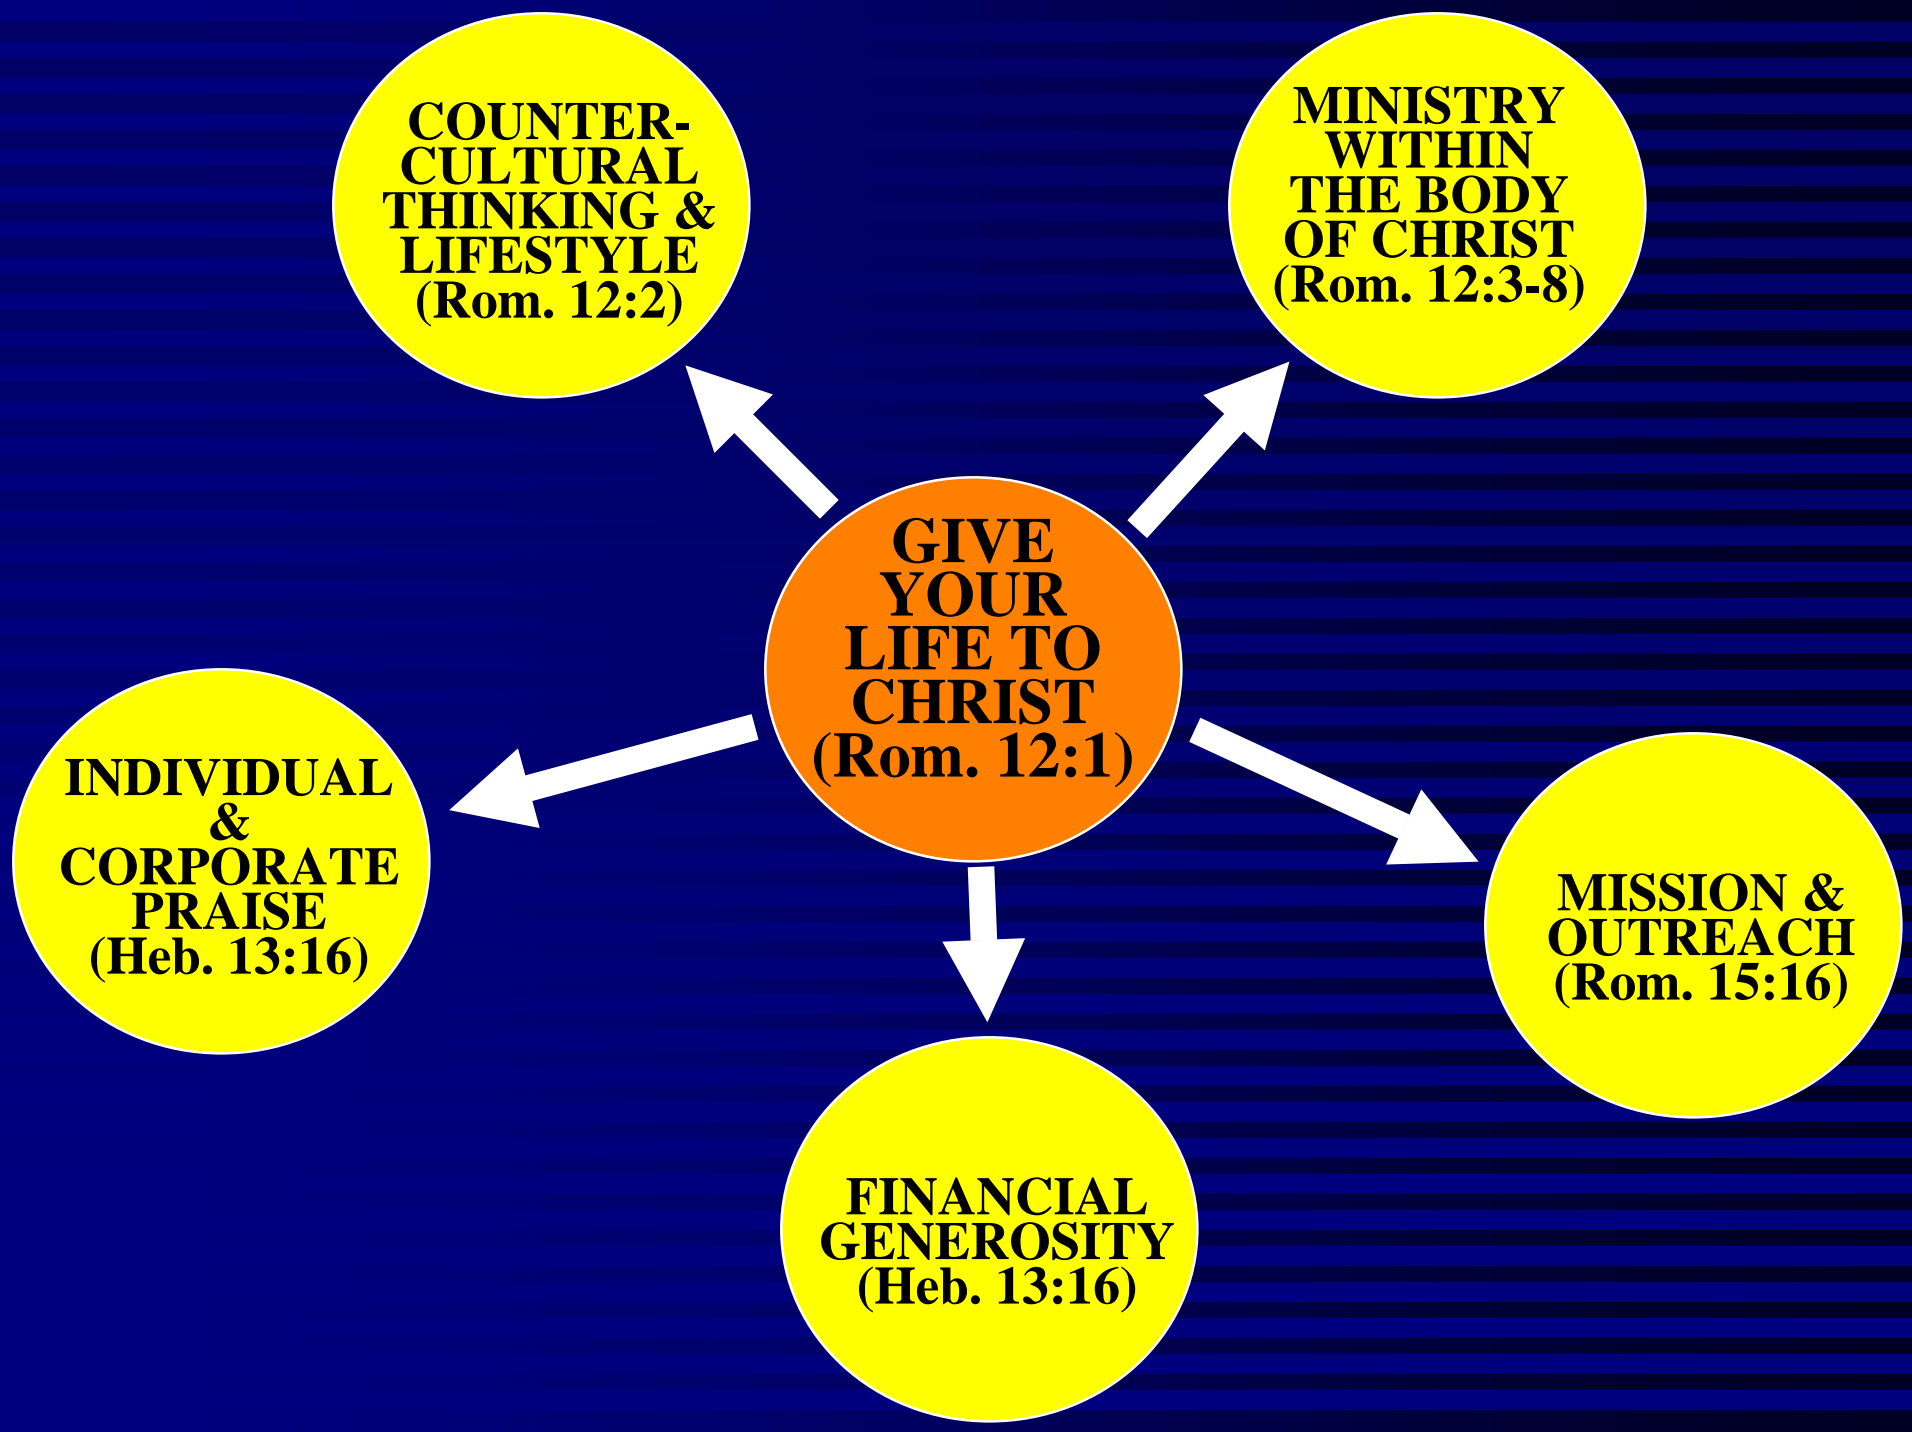 COUNTER-
CULTURAL
THINKING &
LIFESTYLE
(Rom. 12:2)
MINISTRY
WITHIN
THE BODY
OF CHRIST
(Rom. 12:3-8)
GIVE
YOUR
LIFE TO
CHRIST
(Rom. 12:1)
INDIVIDUAL
&
CORPORATE
PRAISE
(Heb. 13:16)
MISSION &
OUTREACH
(Rom. 15:16)
FINANCIAL
GENEROSITY
(Heb. 13:16)